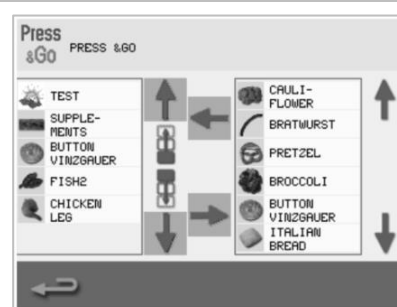 Press
&Go PRESS &GO
TEST
SUPPLE-
MENTS
BUTTON
VINZGAUER
FISH2
CHICKEN
LEG
CAULI-
FLOWER
BRATWURST
PRETZEL
BROCCOLI
BUTTON
VINZGAUER
ITALIAN
BREAD